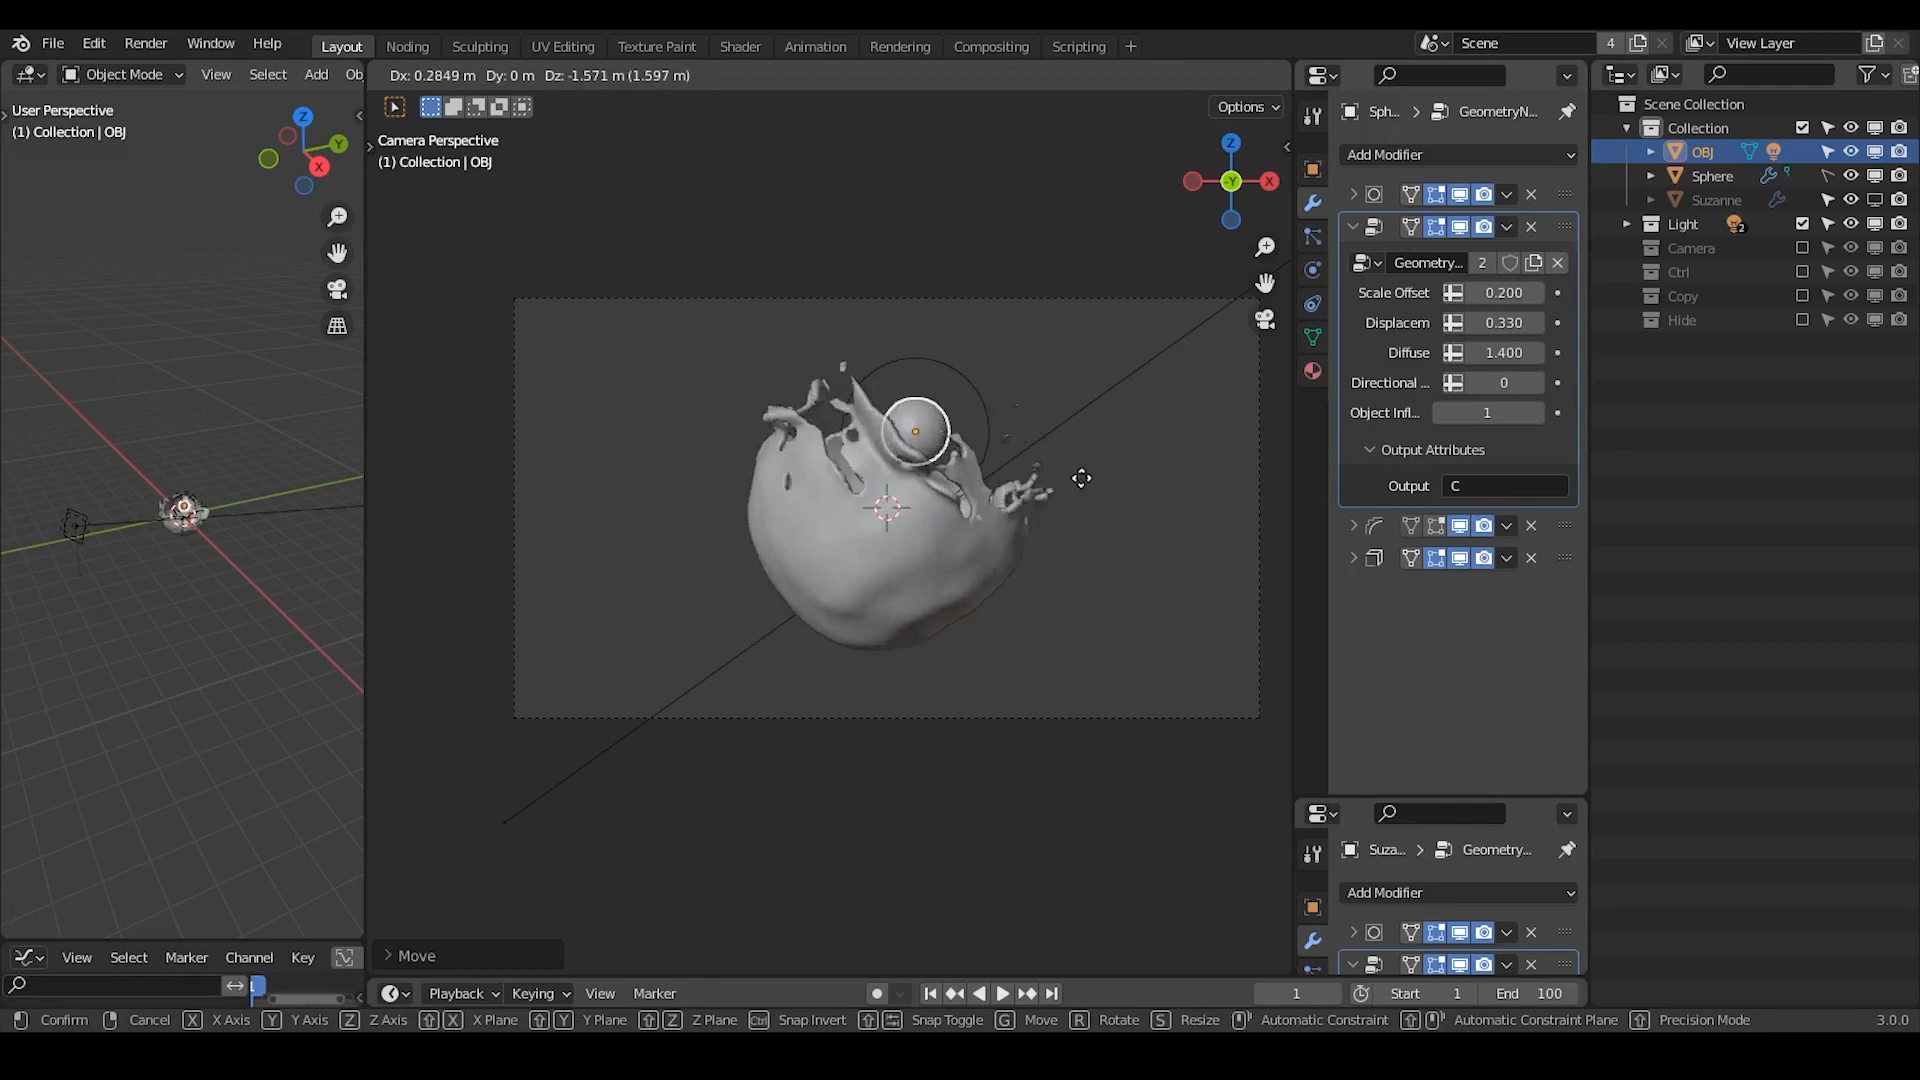 File Edit Render Window Help Layout Noding Sculpting UV Editing Texture Paint Shader Animation Rendering Compositing Scripting + Scene 4 View Layer
Object Mode View Select Add Ob
Dx: 0.2849 m Dy: 0 m Dz: -1.571 m (1.597 m)
Options
User Perspective
(1) Collection | OBJ
Z
Y
X
Camera Perspective
(1) Collection | OBJ
Z
-Y
X
Sph... > GeometryN...
Add Modifier
Geometry... 2
Scale Offset 0.200
Displacem 0.330
Diffuse 1.400
Directional ... 0
Object Infl... 1
Output Attributes
Output C
Scene Collection
Collection
OBJ
Sphere
Suzanne
Light 2
Camera
Ctrl
Copy
Hide
Suza... > Geometry...
Add Modifier
View Select Marker Channel Key
1
Move
Playback Keying View Marker 1 Start 1 End 100
Confirm Cancel X X Axis Y Y Axis Z Z Axis X X Plane Y Y Plane Z Z Plane Ctrl Snap Invert Snap Toggle G Move R Rotate S Resize Automatic Constraint Automatic Constraint Plane Precision Mode 3.0.0